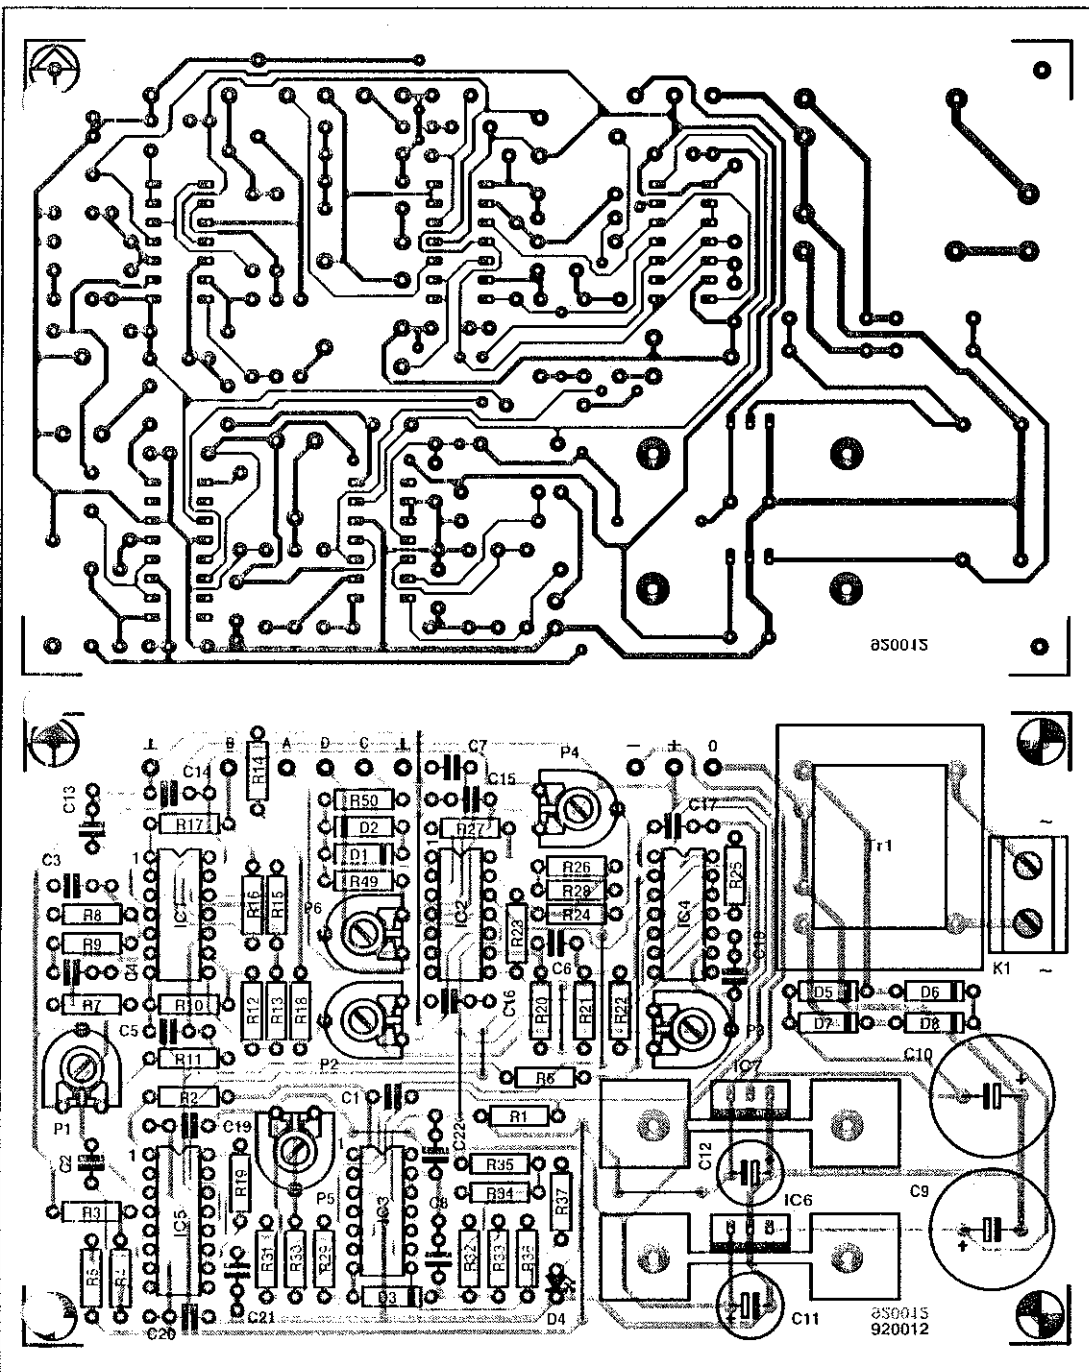 920012
⊥ B A D C ⊥ C7 P4 - + 0
C13 C14 R14 C15 C17
R50
R17 D2 R27
C3 1 D1 1 Tr1 ~
R49 R26 R25
R8 IC1 R16 R15 P6 IC2 R28 IC4
R9 R23 R24 C18
C4 C6 K1 ~
R7 R10 R12 R13 R18 C16 R20 R21 R22 D5 D6
C5 P2 P3 D7 D8
R11 C10
R6 IC7 +
R2 C1
P1 C19 R1 C12
C2 1 R19 P5 1 C22 R35
R34 R37 IC6 C9
R3 IC5 IC3 C8
R5 R4 R31 R30 R29 R32 R33 R36 +
D3
C20 C21 D4 C11
920012
920012